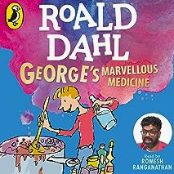 ROALD
DAHL
GEORGE'S MARVELLOUS
MEDICINE
Read by
ROMESH
RANGANATHAN